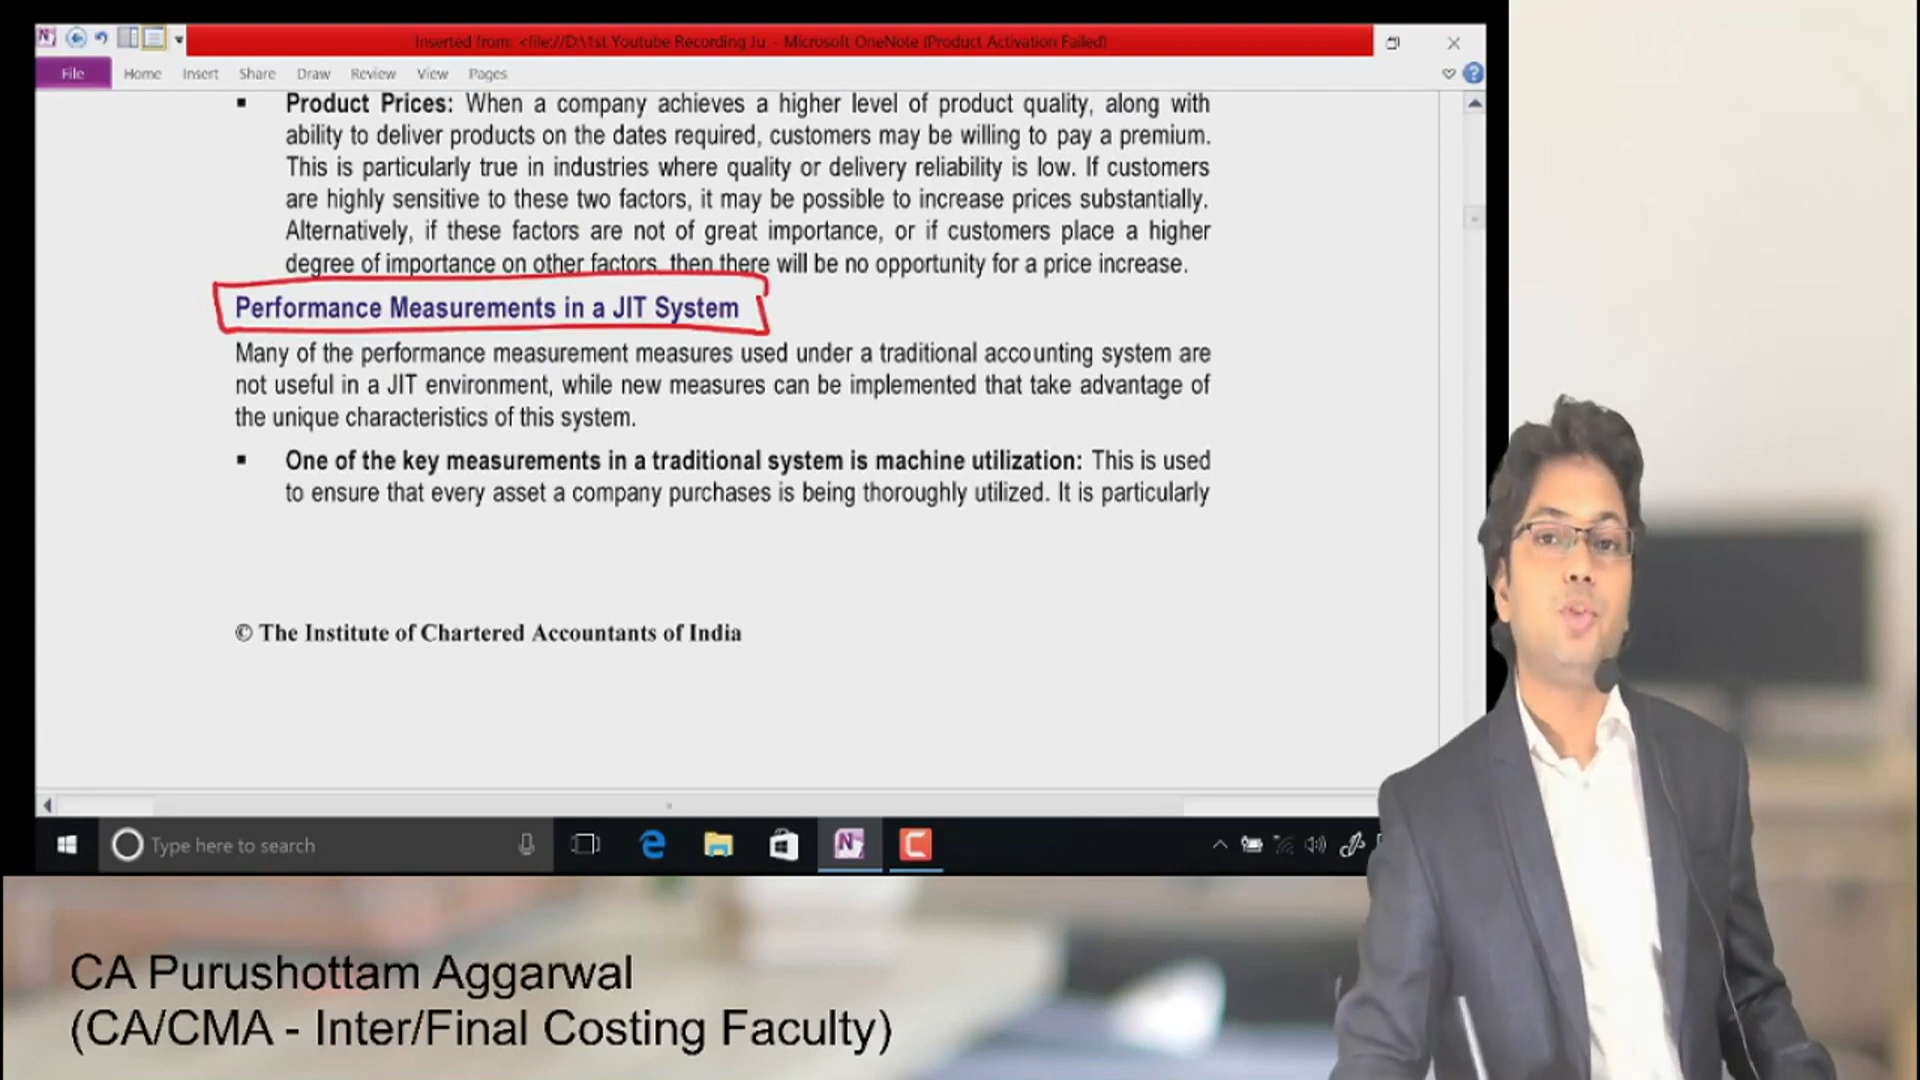 Inserted from: <file://D:\1st Youtube Recording Ju - Microsoft OneNote (Product Activation Failed)
File Home Insert Share Draw Review View Pages
▪ Product Prices: When a company achieves a higher level of product quality, along with
ability to deliver products on the dates required, customers may be willing to pay a premium.
This is particularly true in industries where quality or delivery reliability is low. If customers
are highly sensitive to these two factors, it may be possible to increase prices substantially.
Alternatively, if these factors are not of great importance, or if customers place a higher
degree of importance on other factors, then there will be no opportunity for a price increase.
Performance Measurements in a JIT System
Many of the performance measurement measures used under a traditional accounting system are
not useful in a JIT environment, while new measures can be implemented that take advantage of
the unique characteristics of this system.
▪ One of the key measurements in a traditional system is machine utilization: This is used
to ensure that every asset a company purchases is being thoroughly utilized. It is particularly
© The Institute of Chartered Accountants of India
Type here to search
CA Purushottam Aggarwal
(CA/CMA - Inter/Final Costing Faculty)